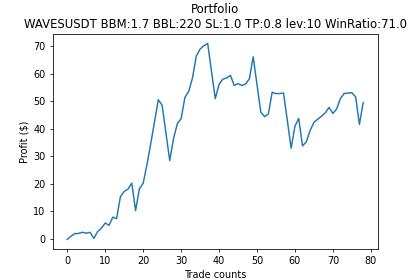 Portfolio
WAVESUSDT BBM:1.7 BBL:220 SL:1.0 TP:0.8 lev:10 WinRatio:71.0
Profit ($)
70
60
50
40
30
20
10
0
0 10 20 30 40 50 60 70 80
Trade counts